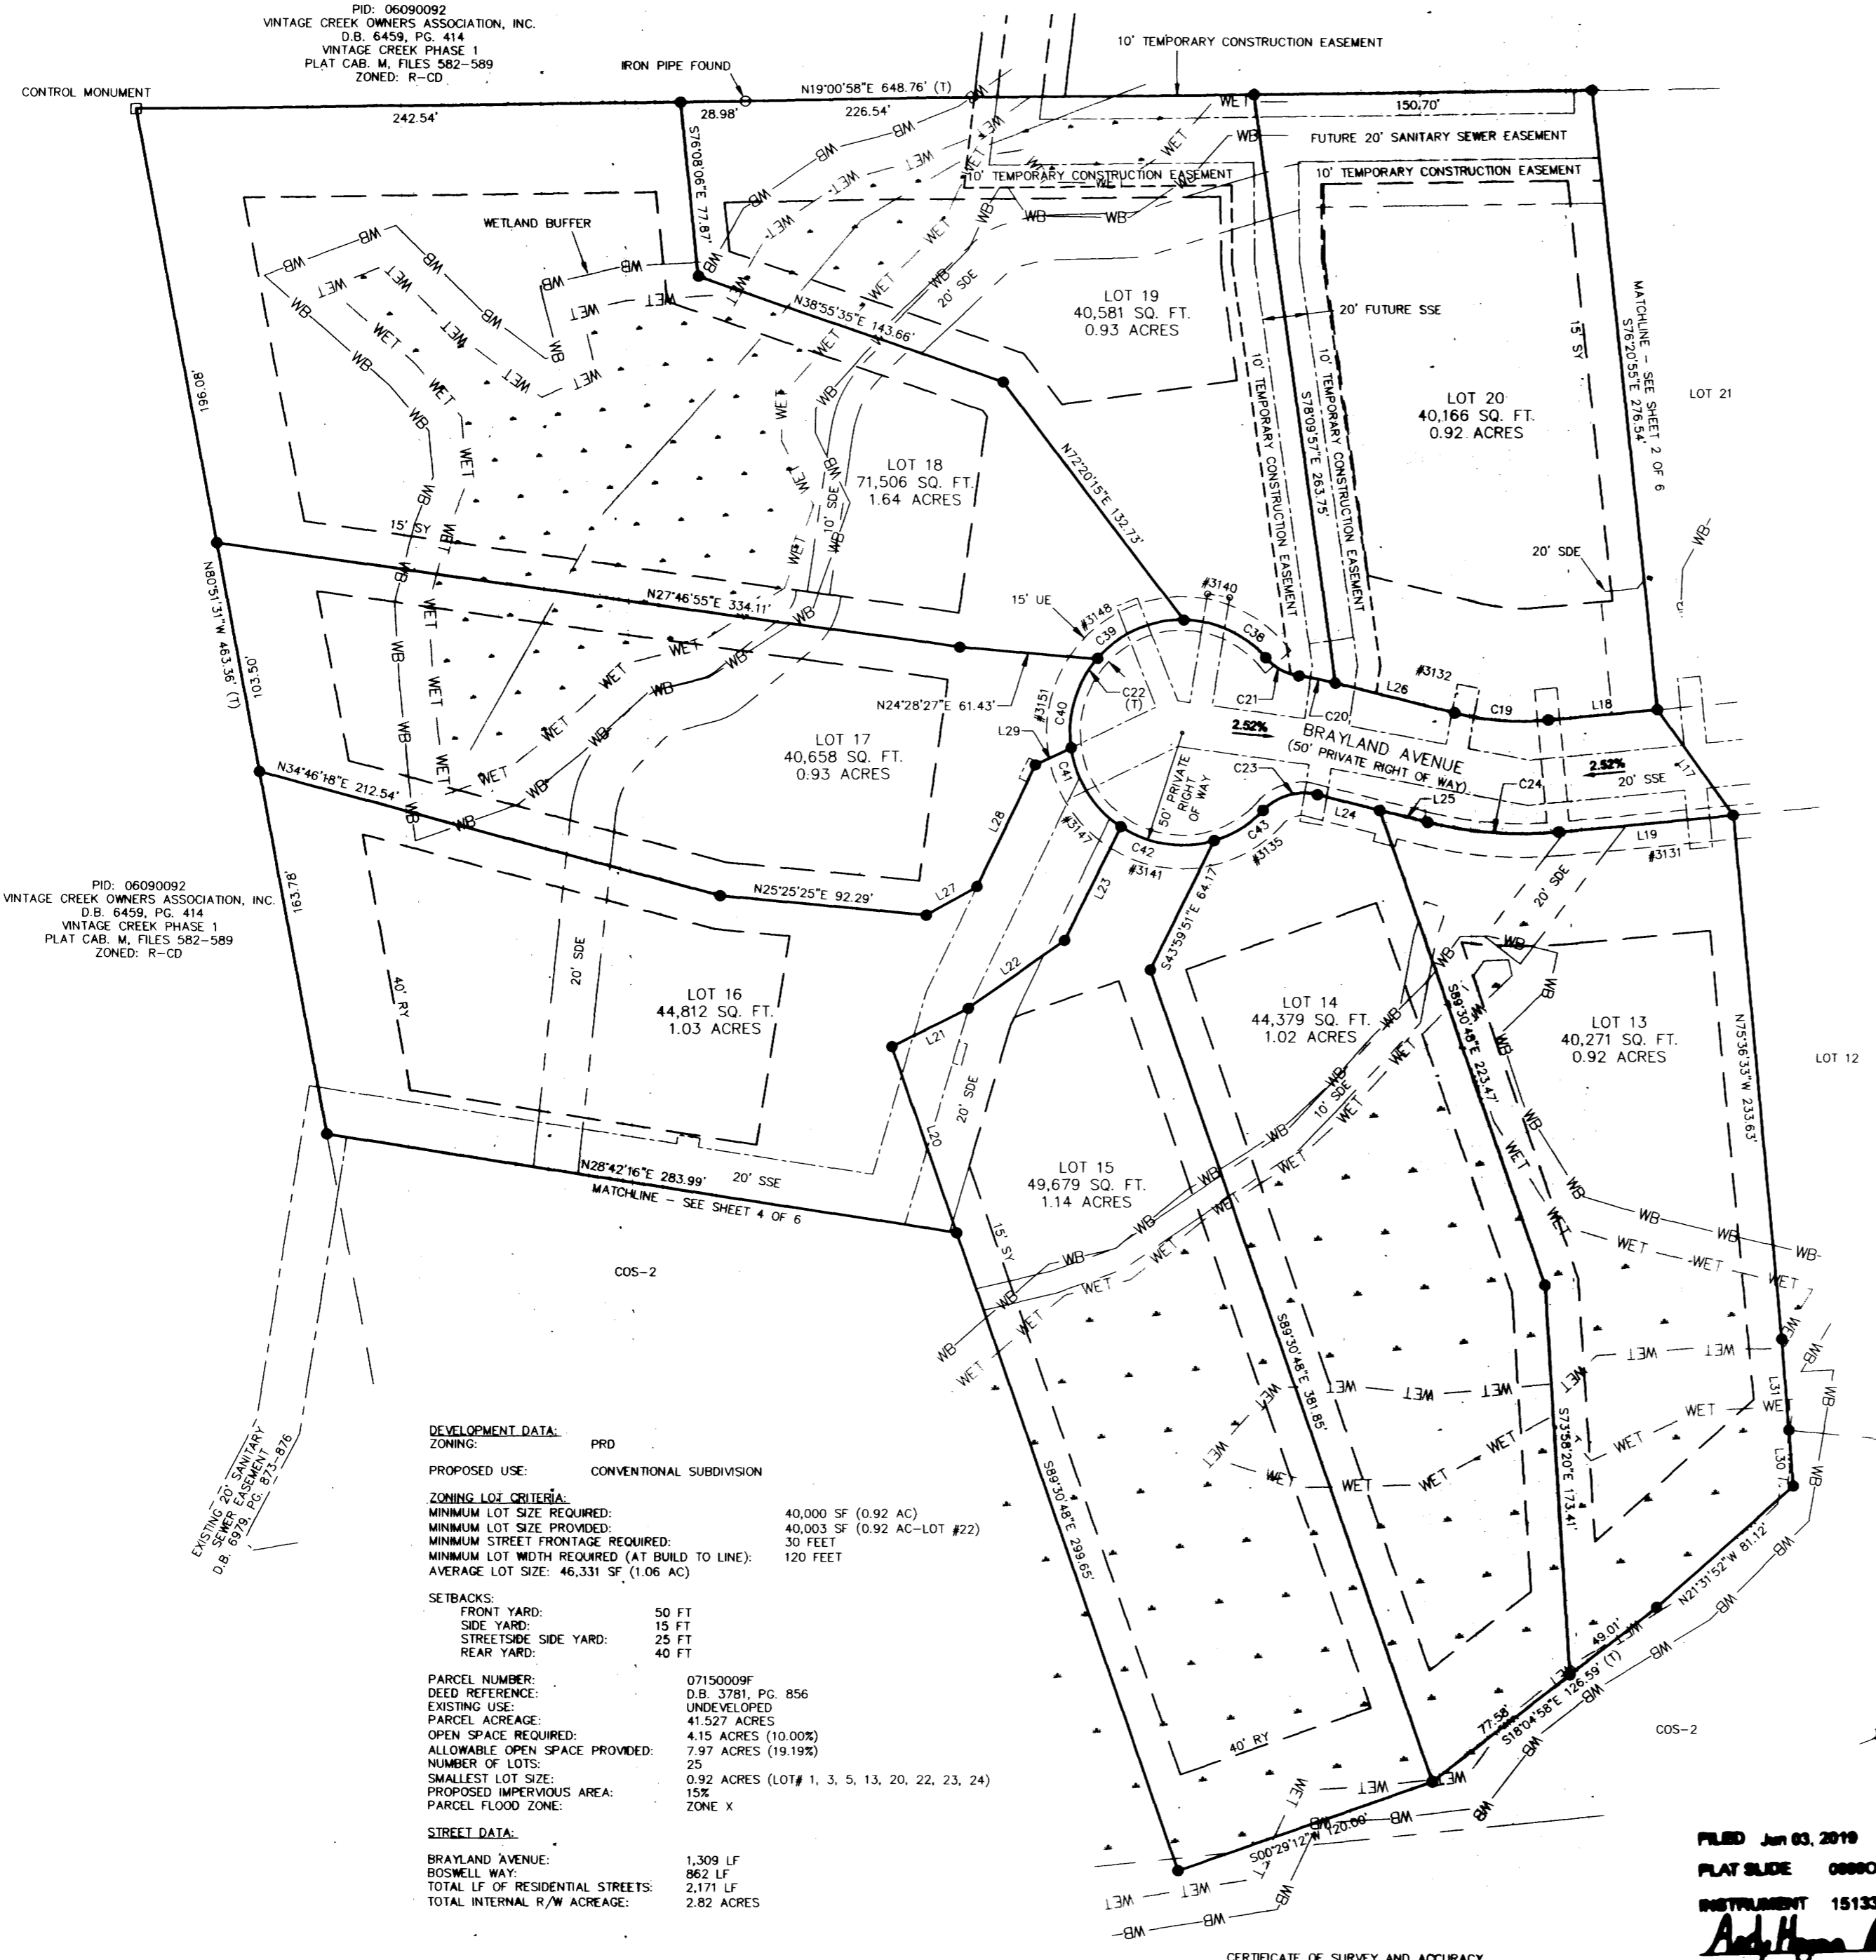 PID: 06090092
VINTAGE CREEK OWNERS ASSOCIATION, INC.
D.B. 6459, PG. 414
VINTAGE CREEK PHASE 1
PLAT CAB. M, FILES 582-589
ZONED: R-CD
CONTROL MONUMENT
IRON PIPE FOUND
10' TEMPORARY CONSTRUCTION EASEMENT
N19°00'58"E 648.76' (T)
242.54'
28.98'
226.54'
150.70'
FUTURE 20' SANITARY SEWER EASEMENT
10' TEMPORARY CONSTRUCTION EASEMENT
10' TEMPORARY CONSTRUCTION EASEMENT
S76°08'06"E 77.87'
WETLAND BUFFER
N38°55'35"E 143.66'
20' SDE
LOT 19
40,581 SQ. FT.
0.93 ACRES
20' FUTURE SSE
10' TEMPORARY CONSTRUCTION EASEMENT
S78°09'57"E 263.75'
10' TEMPORARY CONSTRUCTION EASEMENT
15' SY
MATCHLINE - SEE SHEET 2 OF 6
S76°20'55"E 276.54'
LOT 21
LOT 20
40,166 SQ. FT.
0.92 ACRES
20' SDE
196.08'
N72°20'15"E 132.73'
LOT 18
71,506 SQ. FT.
1.64 ACRES
10' SDE
15' SY
N80°51'31"W 463.36' (T)
103.50'
N27°46'55"E 334.11'
15' UE
#3148
#3140
C39
C38
C22
(T)
C21
C20
L26
#3132
C19
L18
N24°28'27"E 61.43'
#3151
C40
L29
C41
2.52%
BRAYLAND AVENUE
(50' PRIVATE RIGHT OF WAY)
2.52%
20' SSE
L17
LOT 17
40,658 SQ. FT.
0.93 ACRES
50' PRIVATE
RIGHT
OF WAY
C23
L24
L25
C24
L19
#3131
N34°46'18"E 212.54'
L28
#3147
C42
#3141
C43
#3135
L23
S43°59'51"E 64.17'
20' SDE
PID: 06090092
VINTAGE CREEK OWNERS ASSOCIATION, INC.
D.B. 6459, PG. 414
VINTAGE CREEK PHASE 1
PLAT CAB. M, FILES 582-589
ZONED: R-CD
163.78'
N25°25'25"E 92.29'
L27
L22
40' RY
20' SDE
LOT 16
44,812 SQ. FT.
1.03 ACRES
L21
20' SDE
L20
LOT 14
44,379 SQ. FT.
1.02 ACRES
S89°30'48"E 223.47'
LOT 13
40,271 SQ. FT.
0.92 ACRES
N75°36'33"W 233.63'
LOT 12
10' SDE
N28°42'16"E 283.99'
20' SSE
MATCHLINE - SEE SHEET 4 OF 6
LOT 15
49,679 SQ. FT.
1.14 ACRES
15' SY
COS-2
S89°30'48"E 381.85'
S89°30'48"E 299.65'
S73°58'20"E 173.41'
L31
L30
N21°31'52"W 81.12'
49.01'
S18°04'58"E 126.59' (T)
77.58'
COS-2
40' RY
S00°29'12"W 120.00'
EXISTING 20' SANITARY
SEWER EASEMENT
D.B. 6979, PG. 873-876
DEVELOPMENT DATA:
ZONING: PRD
PROPOSED USE: CONVENTIONAL SUBDIVISION
ZONING LOT CRITERIA:
MINIMUM LOT SIZE REQUIRED: 40,000 SF (0.92 AC)
MINIMUM LOT SIZE PROVIDED: 40,003 SF (0.92 AC-LOT #22)
MINIMUM STREET FRONTAGE REQUIRED: 30 FEET
MINIMUM LOT WIDTH REQUIRED (AT BUILD TO LINE): 120 FEET
AVERAGE LOT SIZE: 46,331 SF (1.06 AC)
SETBACKS:
FRONT YARD: 50 FT
SIDE YARD: 15 FT
STREETSIDE SIDE YARD: 25 FT
REAR YARD: 40 FT
PARCEL NUMBER: 07150009F
DEED REFERENCE: D.B. 3781, PG. 856
EXISTING USE: UNDEVELOPED
PARCEL ACREAGE: 41.527 ACRES
OPEN SPACE REQUIRED: 4.15 ACRES (10.00%)
ALLOWABLE OPEN SPACE PROVIDED: 7.97 ACRES (19.19%)
NUMBER OF LOTS: 25
SMALLEST LOT SIZE: 0.92 ACRES (LOT# 1, 3, 5, 13, 20, 22, 23, 24)
PROPOSED IMPERVIOUS AREA: 15%
PARCEL FLOOD ZONE: ZONE X
STREET DATA:
BRAYLAND AVENUE: 1,309 LF
BOSWELL WAY: 862 LF
TOTAL LF OF RESIDENTIAL STREETS: 2,171 LF
TOTAL INTERNAL R/W ACREAGE: 2.82 ACRES
FILED Jun 03, 2019
PLAT SLIDE
INSTRUMENT 15133
CERTIFICATE OF SURVEY AND ACCURACY